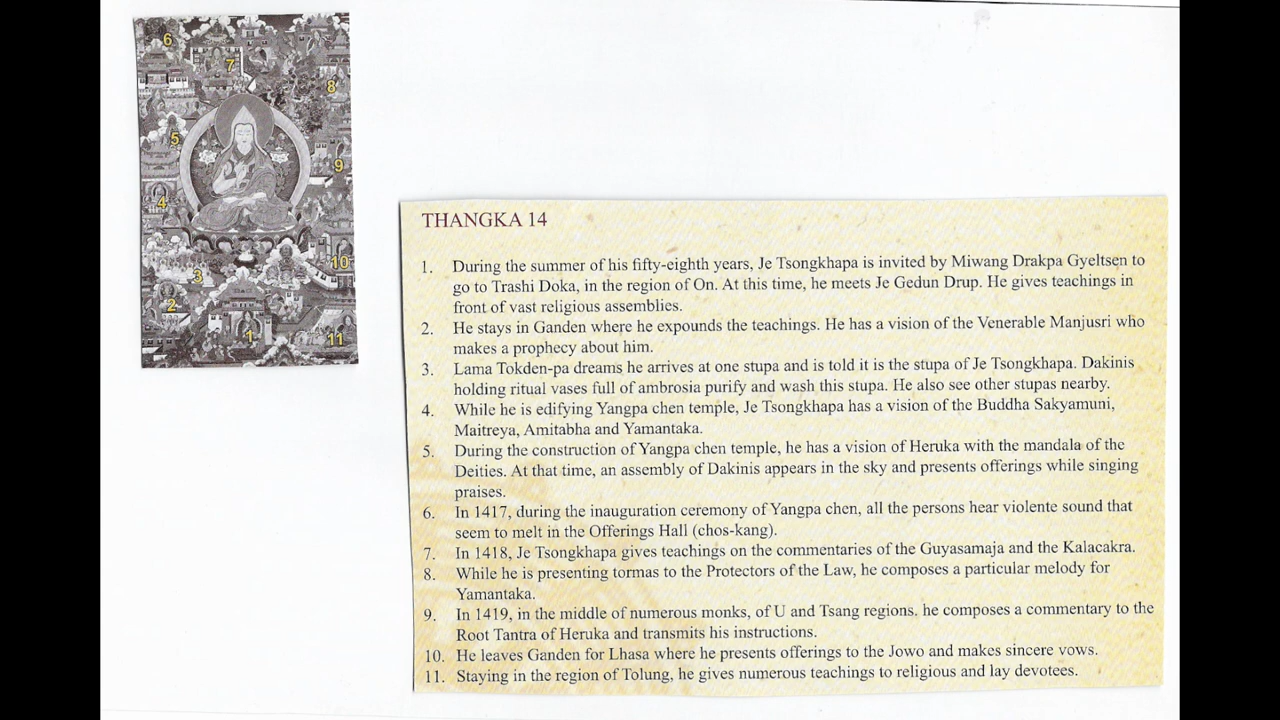 6
7
8
5
9
4
10
3
2
1
11
THANGKA 14
1. During the summer of his fifty-eighth years, Je Tsongkhapa is invited by Miwang Drakpa Gyeltsen to
go to Trashi Doka, in the region of On. At this time, he meets Je Gedun Drup. He gives teachings in
front of vast religious assemblies.
2. He stays in Ganden where he expounds the teachings. He has a vision of the Venerable Manjusri who
makes a prophecy about him.
3. Lama Tokden-pa dreams he arrives at one stupa and is told it is the stupa of Je Tsongkhapa. Dakinis
holding ritual vases full of ambrosia purify and wash this stupa. He also see other stupas nearby.
4. While he is edifying Yangpa chen temple, Je Tsongkhapa has a vision of the Buddha Sakyamuni,
Maitreya, Amitabha and Yamantaka.
5. During the construction of Yangpa chen temple, he has a vision of Heruka with the mandala of the
Deities. At that time, an assembly of Dakinis appears in the sky and presents offerings while singing
praises.
6. In 1417, during the inauguration ceremony of Yangpa chen, all the persons hear violente sound that
seem to melt in the Offerings Hall (chos-kang).
7. In 1418, Je Tsongkhapa gives teachings on the commentaries of the Guyasamaja and the Kalacakra.
8. While he is presenting tormas to the Protectors of the Law, he composes a particular melody for
Yamantaka.
9. In 1419, in the middle of numerous monks, of U and Tsang regions. he composes a commentary to the
Root Tantra of Heruka and transmits his instructions.
10. He leaves Ganden for Lhasa where he presents offerings to the Jowo and makes sincere vows.
11. Staying in the region of Tolung, he gives numerous teachings to religious and lay devotees.